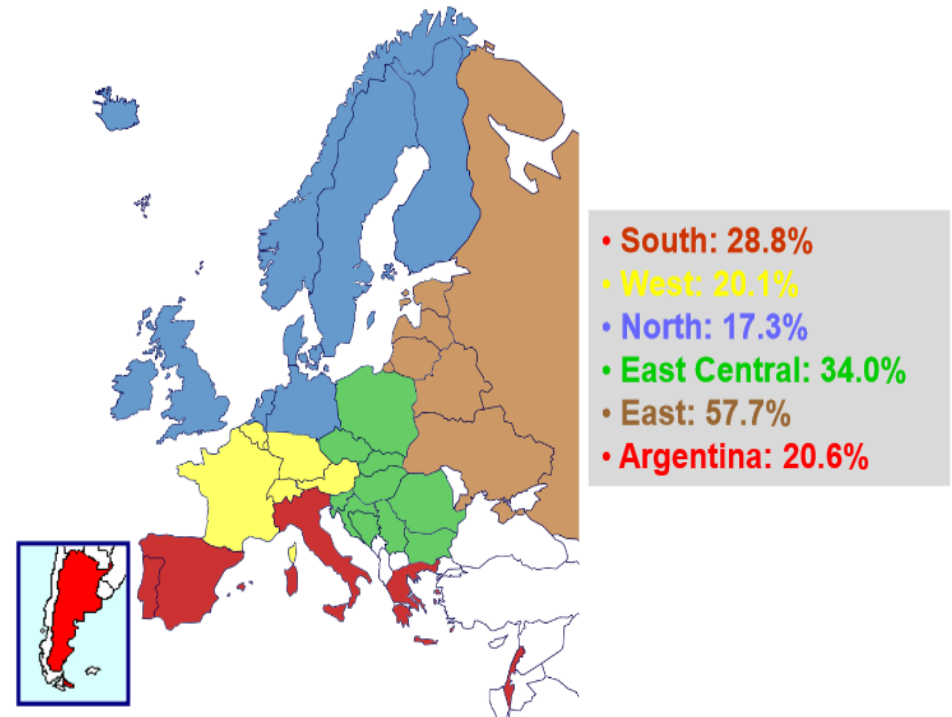 • South: 28.8%
• West: 20.1%
• North: 17.3%
• East Central: 34.0%
• East: 57.7%
• Argentina: 20.6%